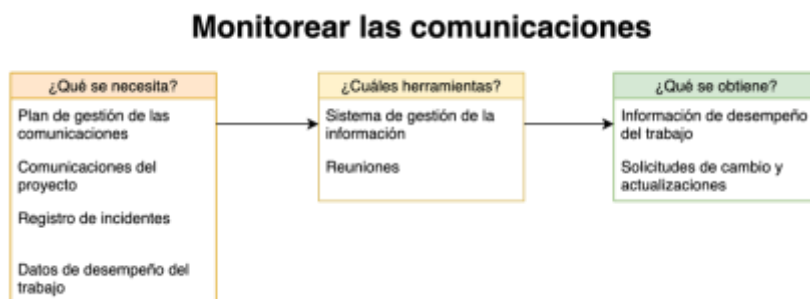 Monitorear las comunicaciones
¿Qué se necesita?
Plan de gestión de las
comunicaciones
Comunicaciones del
proyecto
Registro de incidentes
Datos de desempeño del
trabajo
¿Cuáles herramientas?
Sistema de gestión de la
información
Reuniones
¿Qué se obtiene?
Información de desempeño
del trabajo
Solicitudes de cambio y
actualizaciones